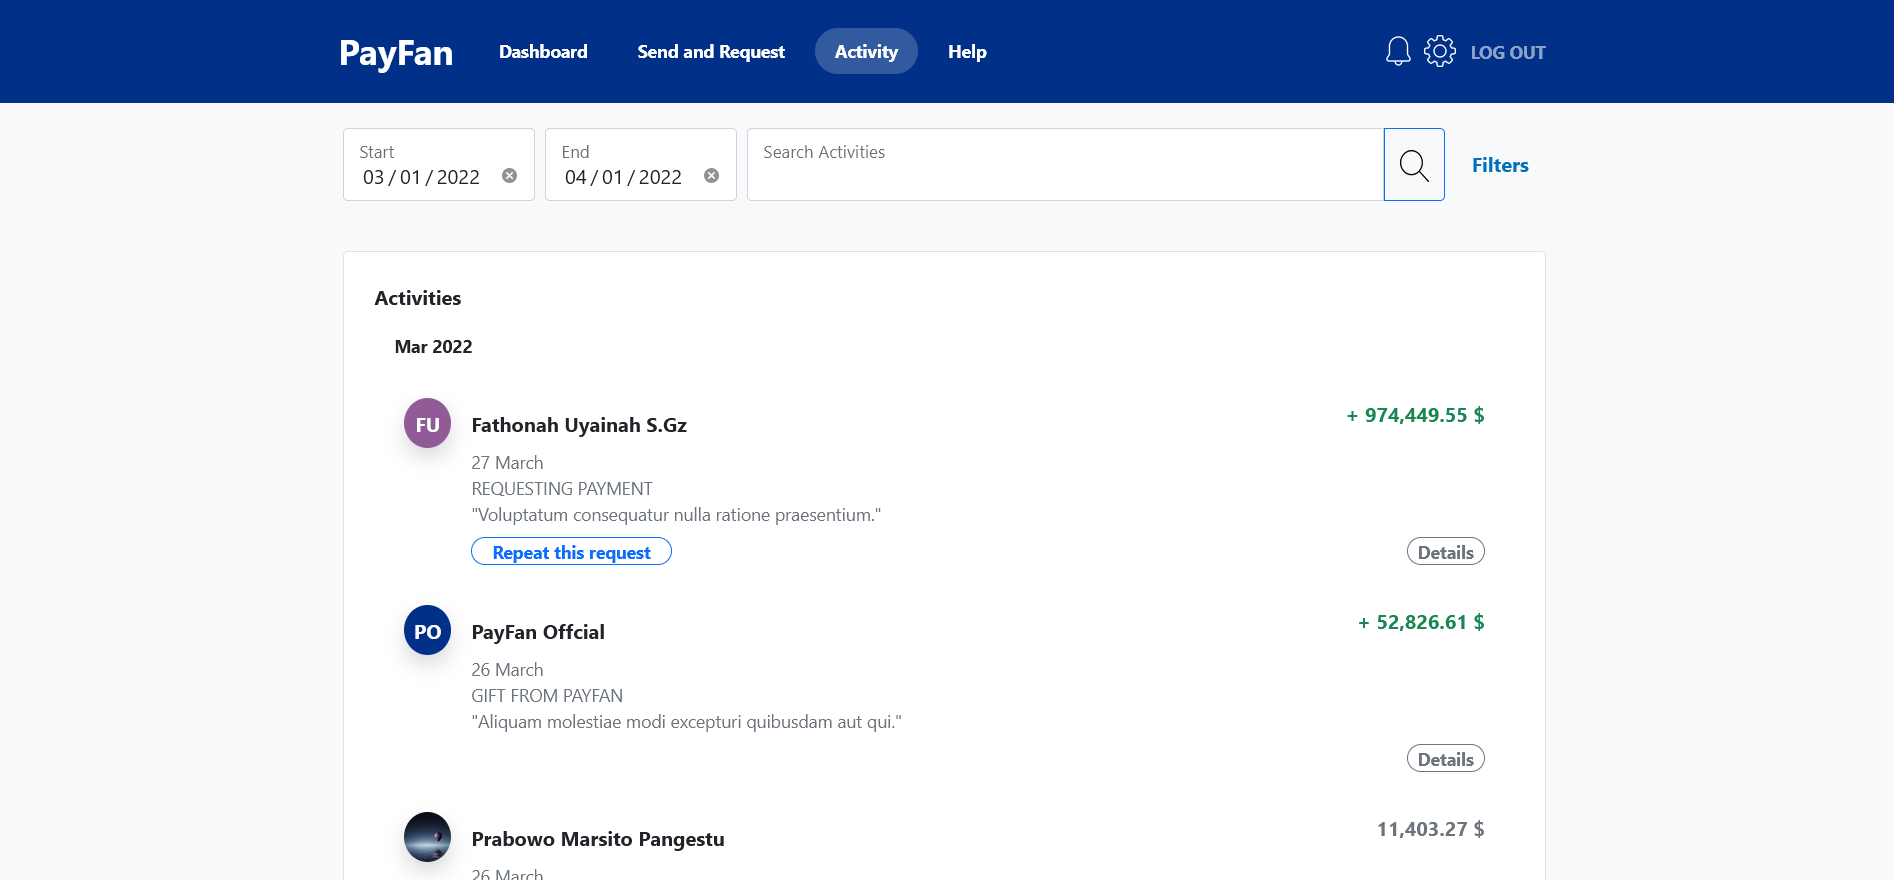 PayFan Dashboard Send and Request Activity Help LOG OUT
Start End Search Activities
03/01/2022 04/01/2022 Filters
Activities
Mar 2022
FU Fathonah Uyainah S.Gz + 974,449.55 $
27 March
REQUESTING PAYMENT
"Voluptatum consequatur nulla ratione praesentium."
Repeat this request Details
PO PayFan Offcial + 52,826.61 $
26 March
GIFT FROM PAYFAN
"Aliquam molestiae modi excepturi quibusdam aut qui."
Details
Prabowo Marsito Pangestu 11,403.27 $
26 March